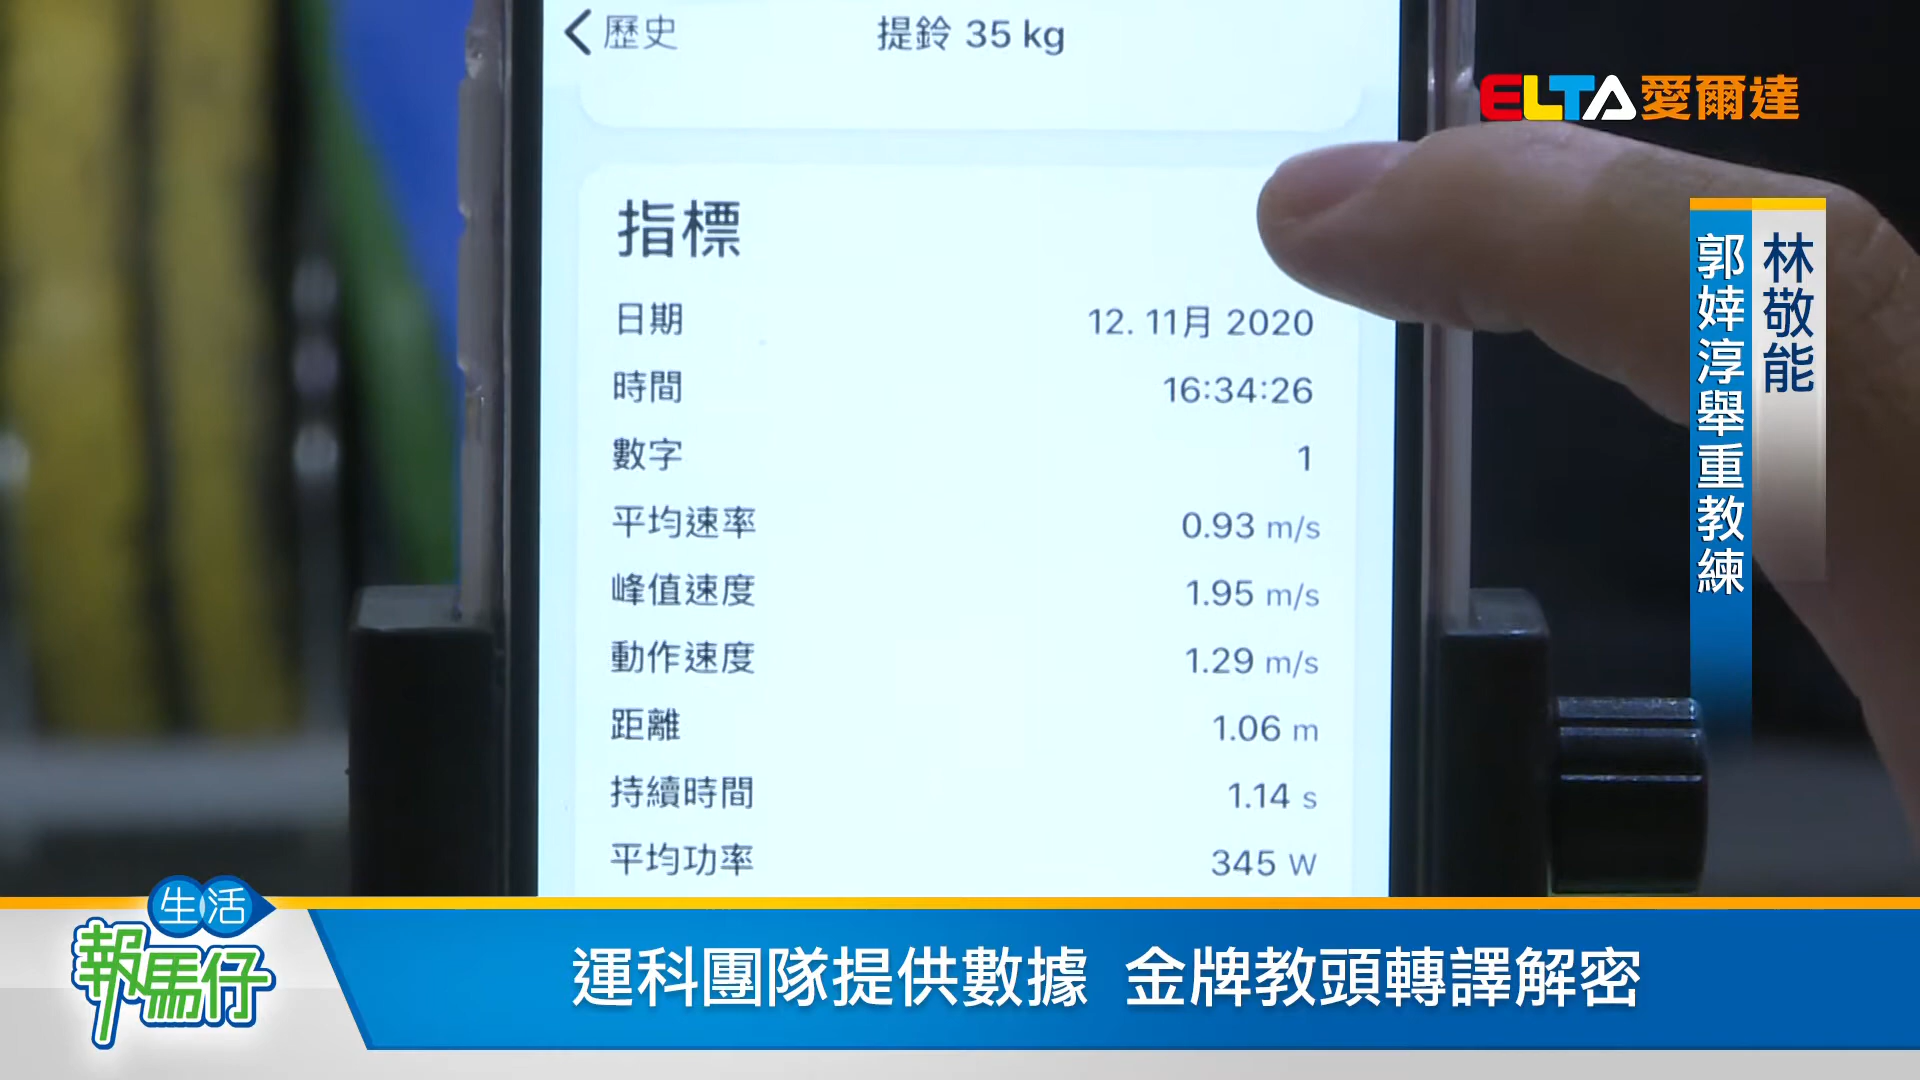 歷史
提鈴 35 kg
ELTA愛爾達
指標
日期 12. 11月 2020
時間 16:34:26
數字 1
平均速率 0.93 m/s
峰值速度 1.95 m/s
動作速度 1.29 m/s
距離 1.06 m
持續時間 1.14 s
平均功率 345 W
林敬能
郭婞淳舉重教練
生活
報馬仔
運科團隊提供數據 金牌教頭轉譯解密